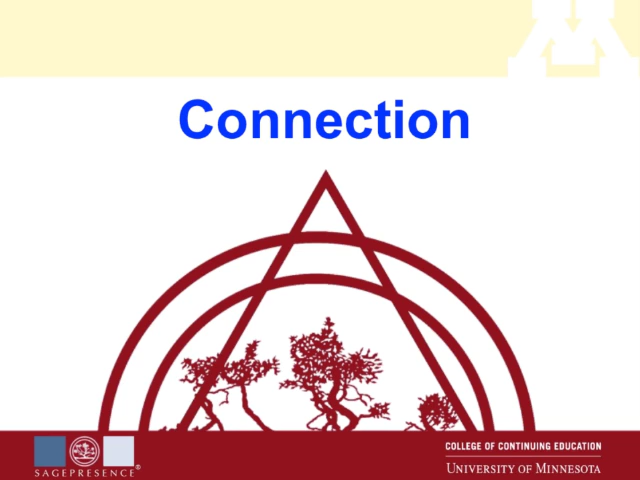 Connection
SAGEPRESENCE®
COLLEGE OF CONTINUING EDUCATION
UNIVERSITY OF MINNESOTA